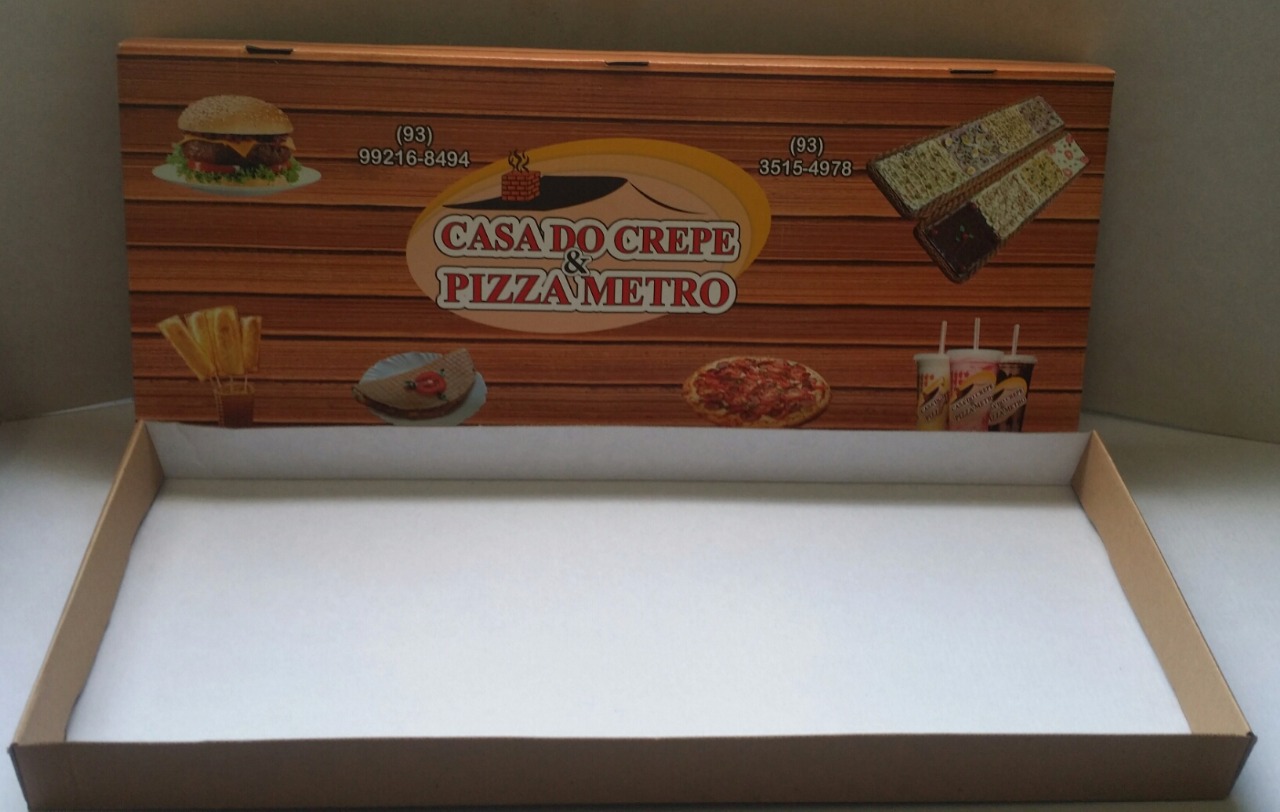 (93)
99216-8494
(93)
3515-4978
CASA DO CREPE
&
PIZZA METRO